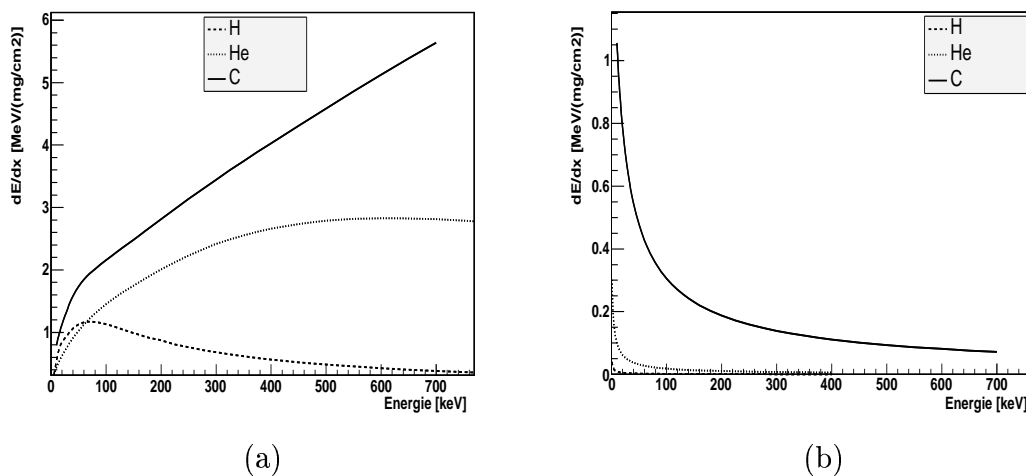 dE/dx [MeV/(mg/cm2)]
6
5
4
3
2
1
0 100 200 300 400 500 600 700
Energie [keV]
H
He
C
(a)
dE/dx [MeV/(mg/cm2)]
1
0.8
0.6
0.4
0.2
0
0 100 200 300 400 500 600 700
Energie [keV]
H
He
C
(b)